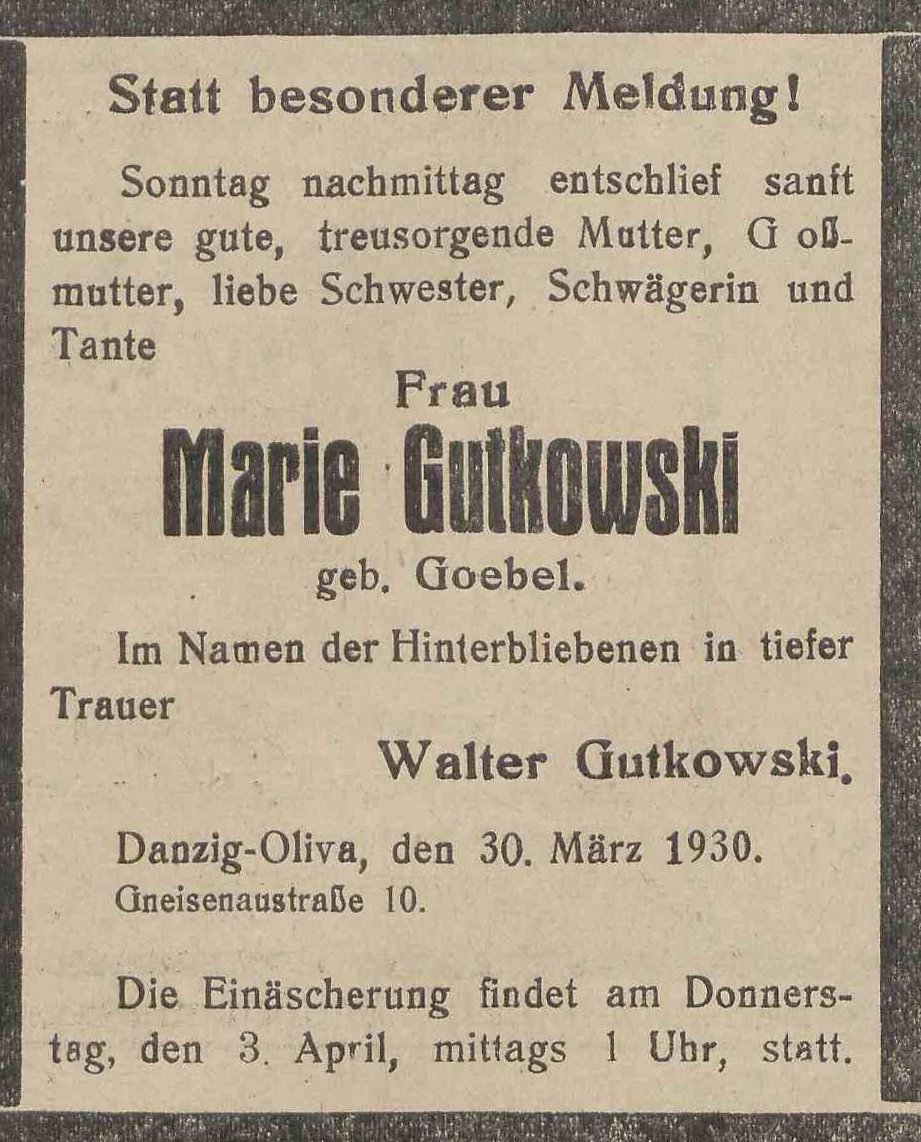 Statt besonderer Meldung!
Sonntag nachmittag entschlief sanft
unsere gute, treusorgende Mutter, G oß-
mutter, liebe Schwester, Schwägerin und
Tante
Frau
Marie Gutkowski
geb. Goebel.
Im Namen der Hinterbliebenen in tiefer
Trauer
Walter Gutkowski.
Danzig-Oliva, den 30. März 1930.
Gneisenaustraße 10.
Die Einäscherung findet am Donners-
tag, den 3. April, mittags 1 Uhr, statt.